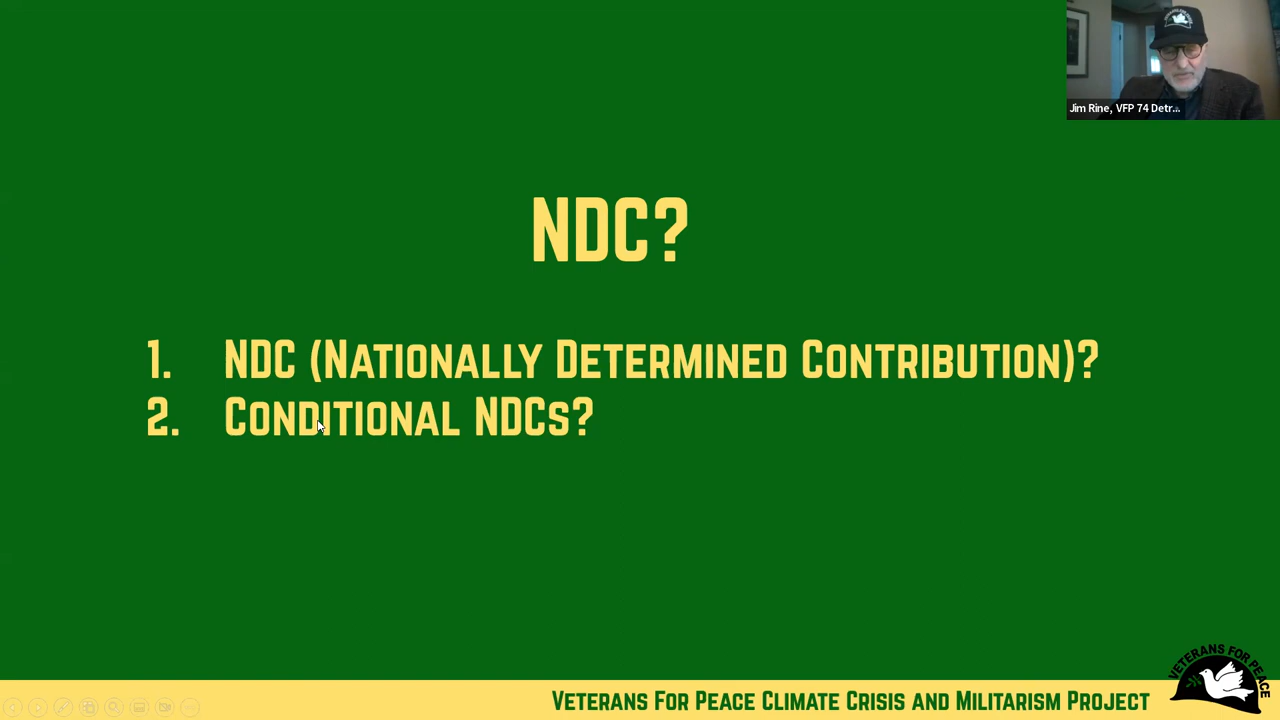 Jim Rine, VFP 74 Detr...
NDC?
1. NDC (Nationally Determined Contribution)?
2. Conditional NDCs?
Veterans For Peace Climate Crisis and Militarism Project
VETERANS FOR PEACE